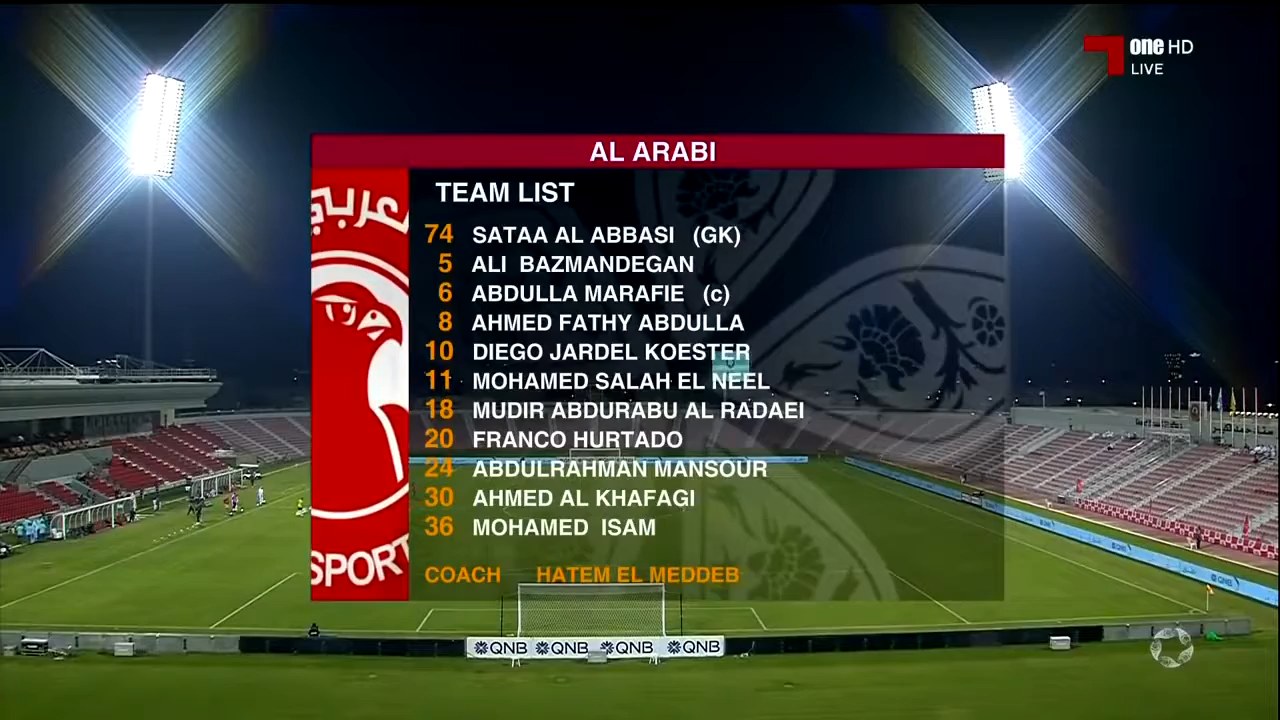 one HD
LIVE
AL ARABI
العربي
TEAM LIST
74 SATAA AL ABBASI (GK)
5 ALI BAZMANDEGAN
6 ABDULLA MARAFIE (c)
8 AHMED FATHY ABDULLA
10 DIEGO JARDEL KOESTER
11 MOHAMED SALAH EL NEEL
18 MUDIR ABDURABU AL RADAEI
20 FRANCO HURTADO
24 ABDULRAHMAN MANSOUR
30 AHMED AL KHAFAGI
36 MOHAMED ISAM
SPORT
COACH HATEM EL MEDDEB
QNB QNB QNB QNB
QNB